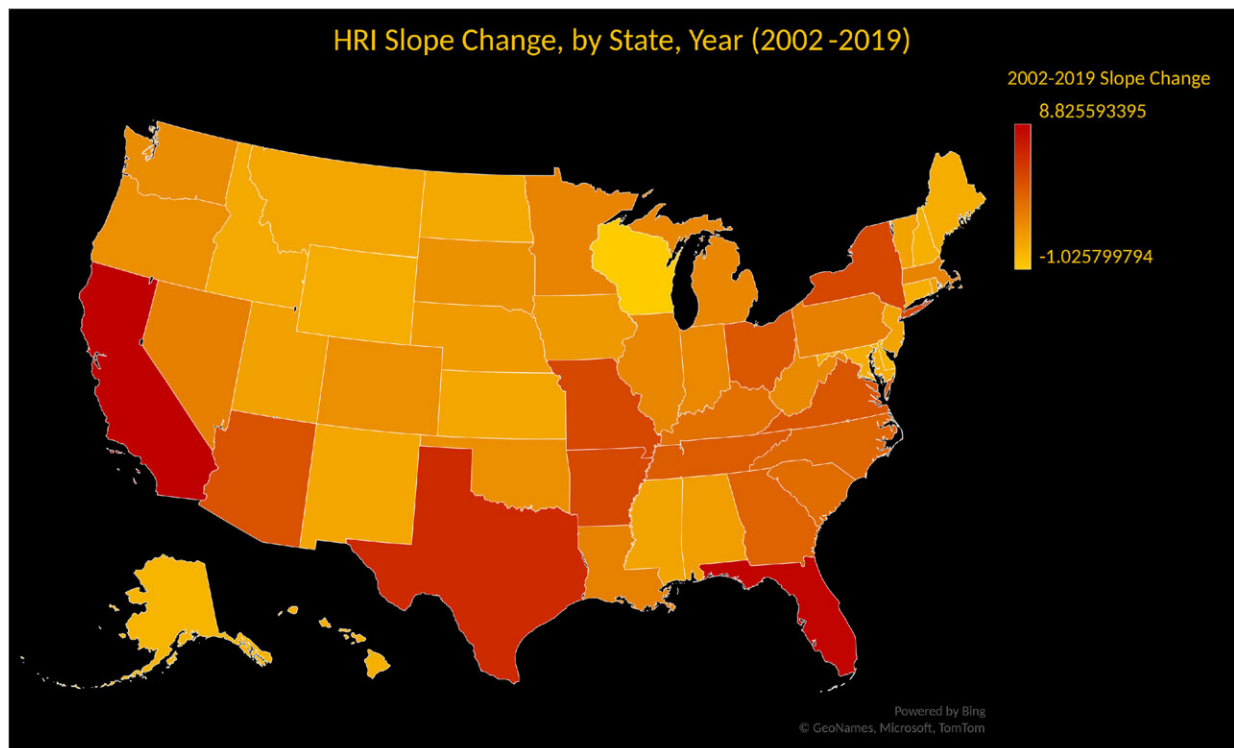 HRI Slope Change, by State, Year (2002 -2019)
2002-2019 Slope Change
8.825593395
-1.025799794
Powered by Bing
© GeoNames, Microsoft, TomTom